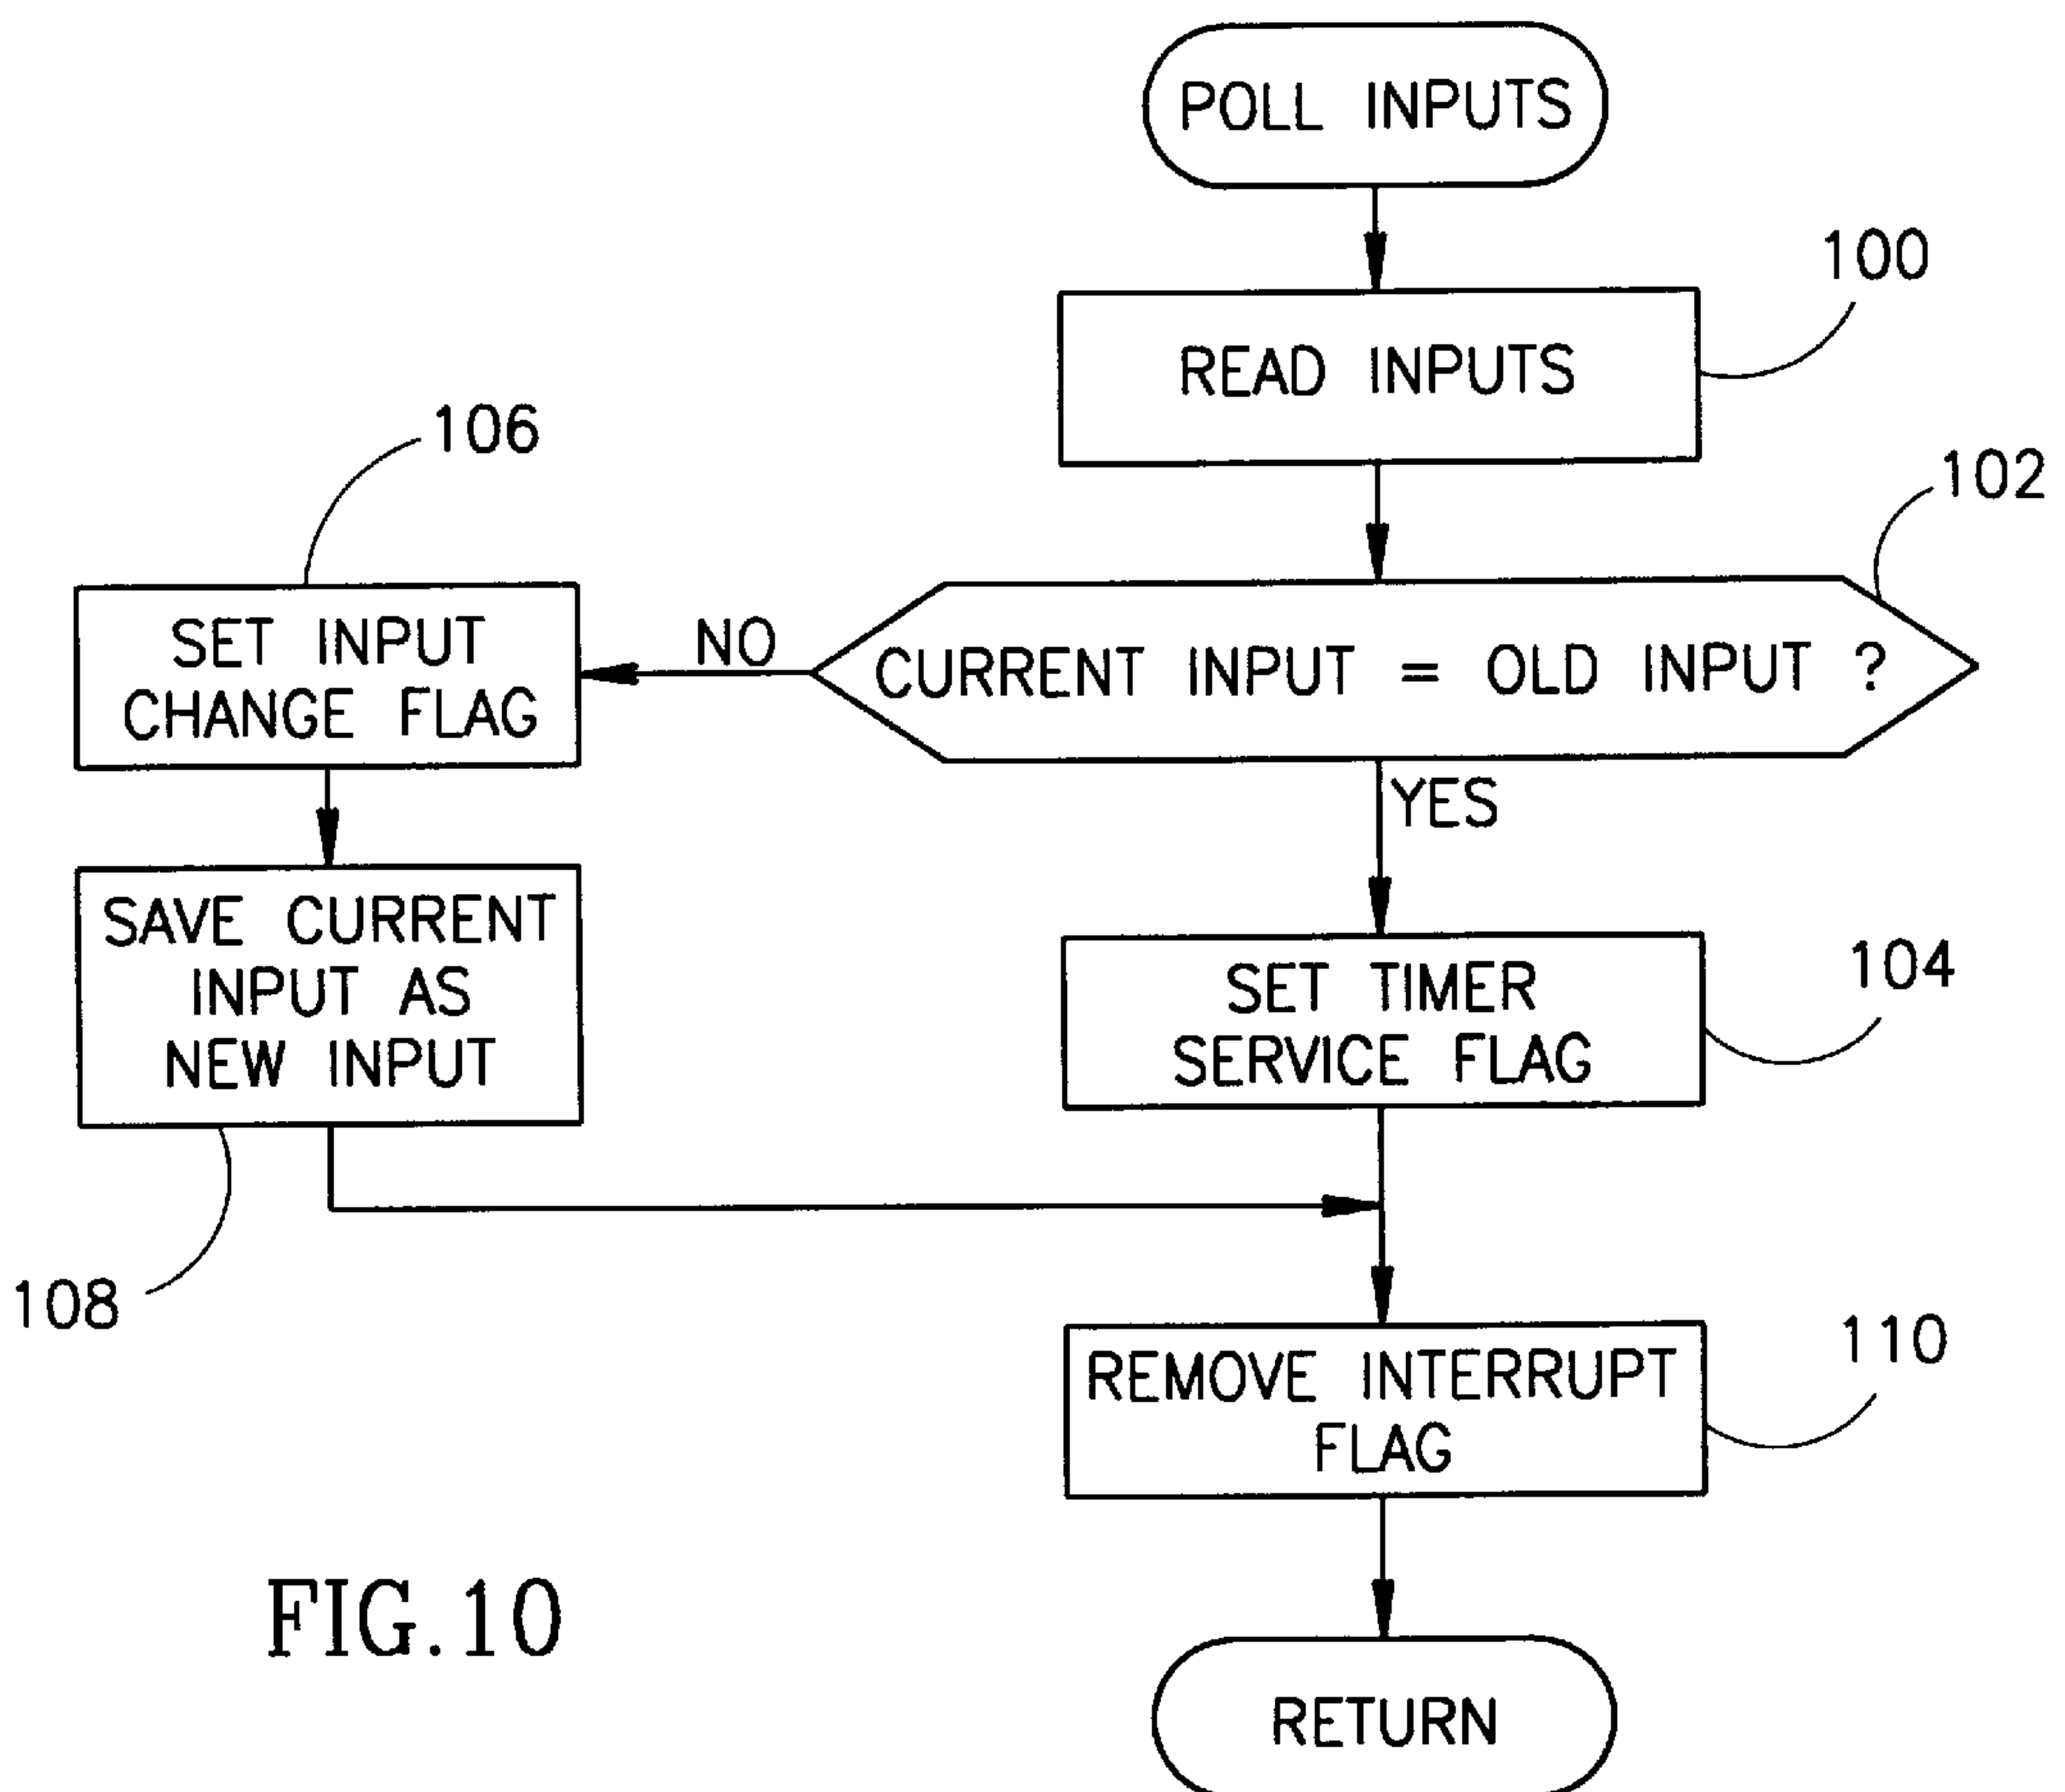 POLL INPUTS
100
READ INPUTS
102
CURRENT INPUT = OLD INPUT ?
NO
106
SET INPUT
CHANGE FLAG
YES
SAVE CURRENT
INPUT AS
NEW INPUT
108
104
SET TIMER
SERVICE FLAG
110
REMOVE INTERRUPT
FLAG
RETURN
FIG.10